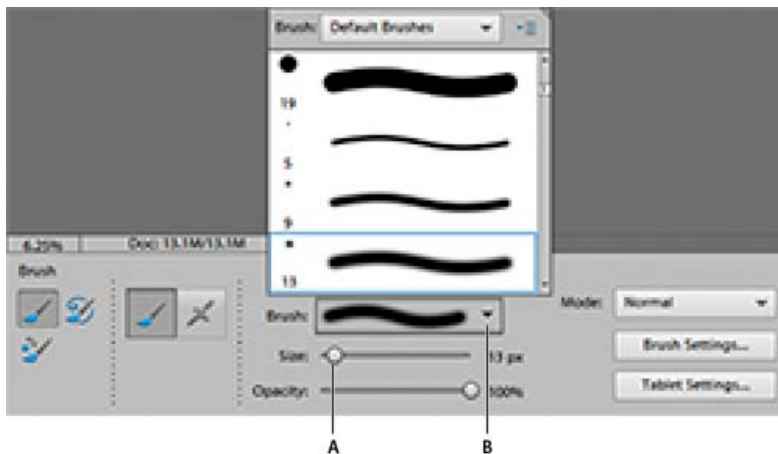 Brush: Default Brushes
19
5
9
13
6.25% Doc: 13.1M/13.1M
Brush
Brush:
Mode: Normal
Size: 13 px
Brush Settings...
Opacity: 100%
Tablet Settings...
A B